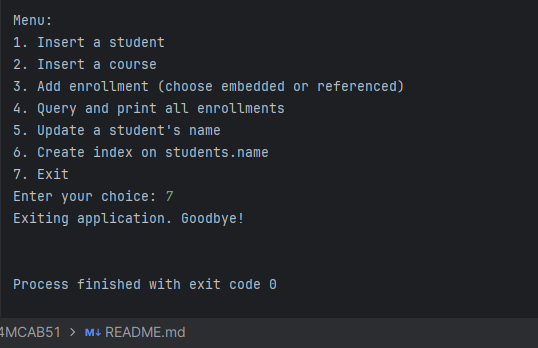 Menu:
1. Insert a student
2. Insert a course
3. Add enrollment (choose embedded or referenced)
4. Query and print all enrollments
5. Update a student's name
6. Create index on students.name
7. Exit
Enter your choice: 7
Exiting application. Goodbye!
Process finished with exit code 0
4MCAB51 > M↓ README.md